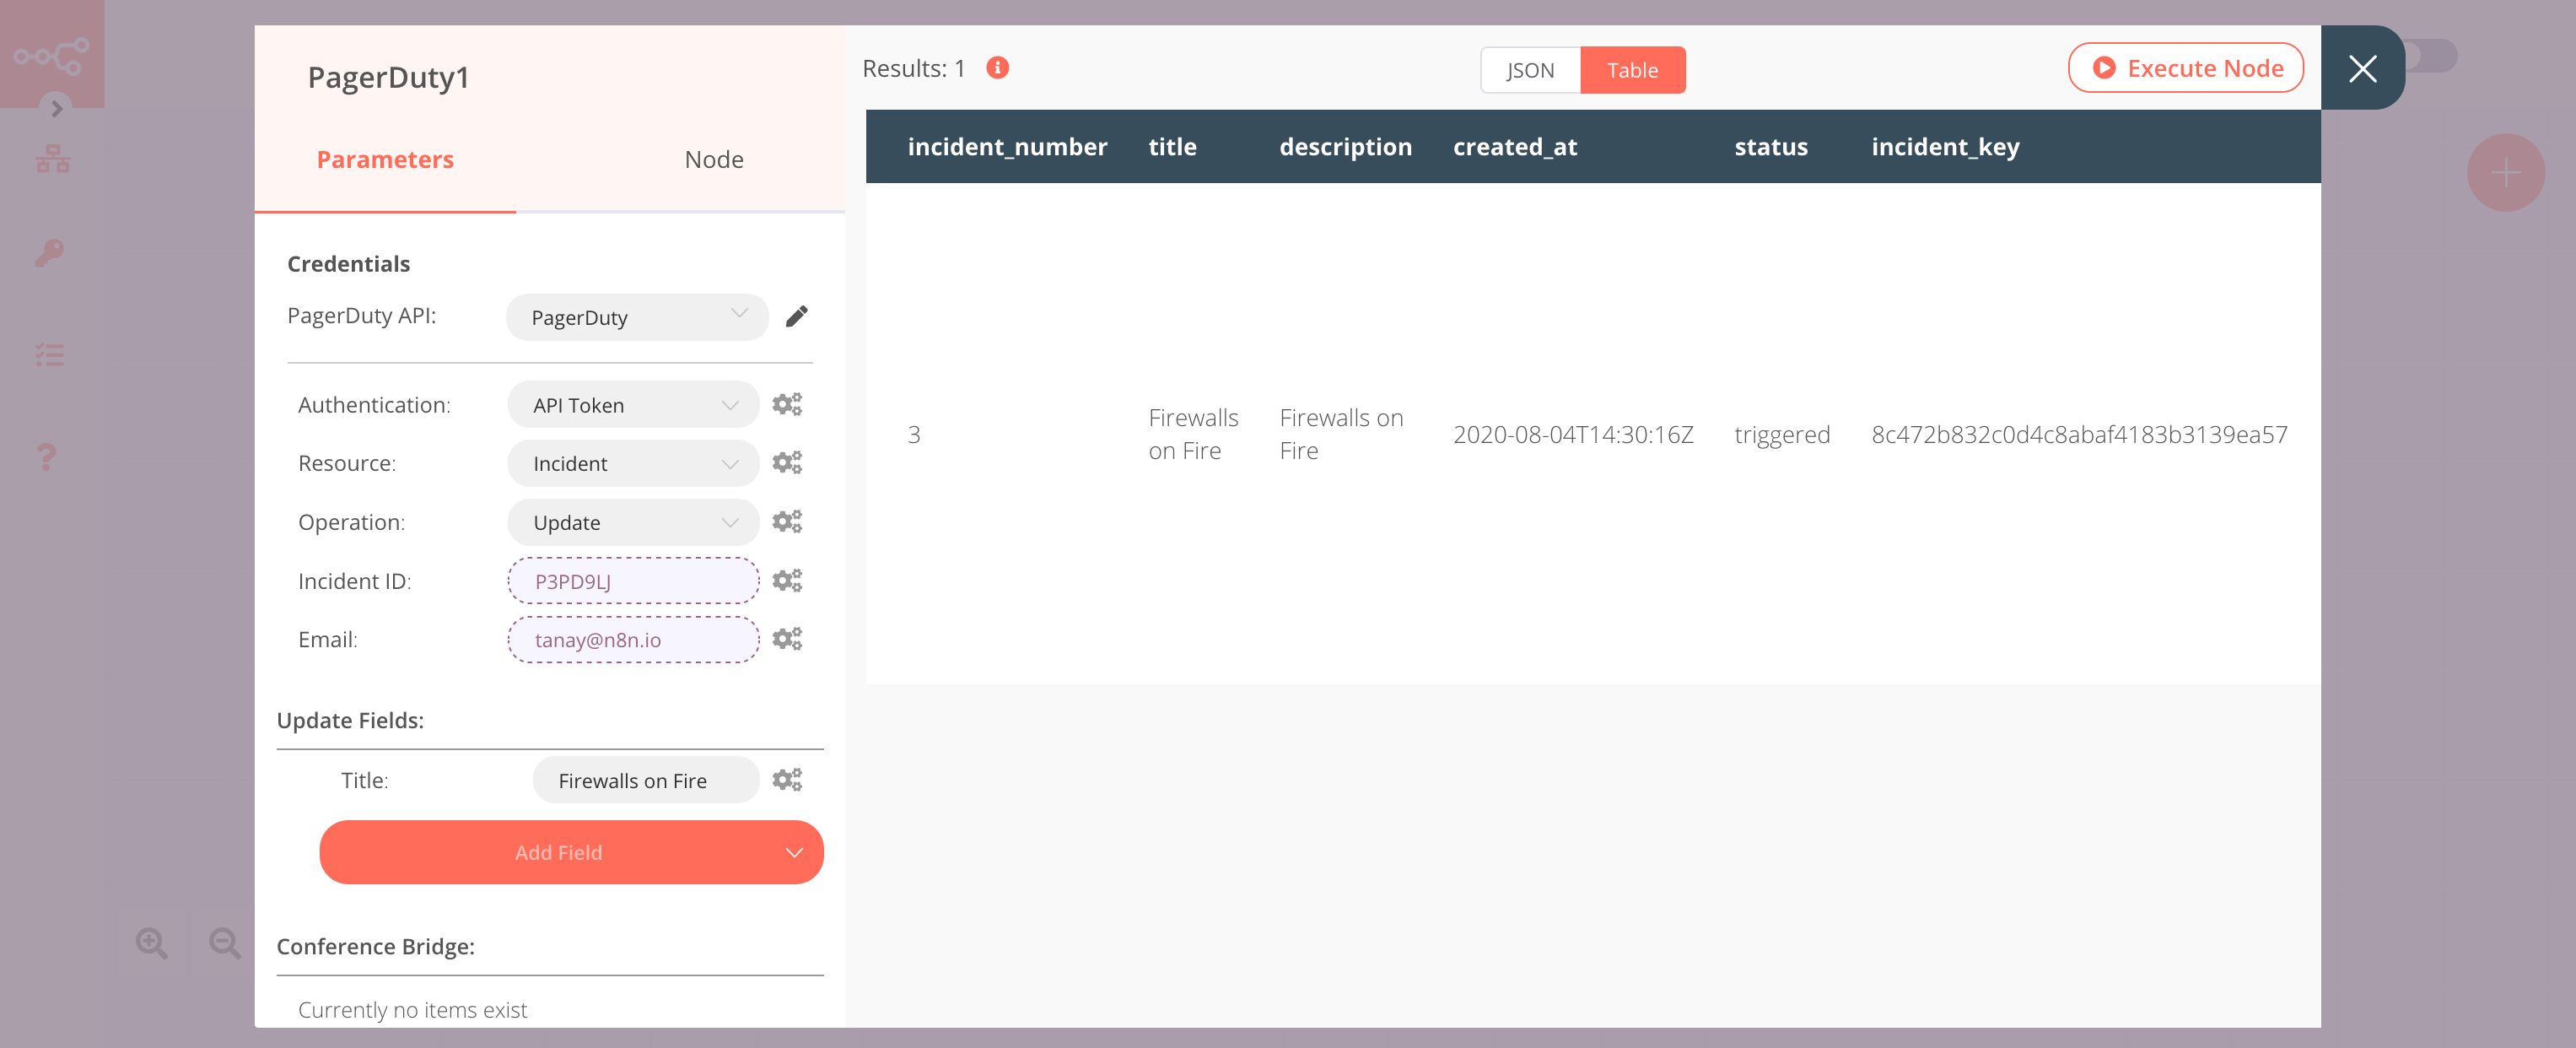 PagerDuty1
Parameters
Node
Credentials
PagerDuty API:
PagerDuty
Authentication:
API Token
Resource:
Incident
Operation:
Update
Incident ID:
P3PD9LJ
Email:
tanay@n8n.io
Update Fields:
Title:
Firewalls on Fire
Add Field
Conference Bridge:
Currently no items exist
Results: 1
JSON
Table
Execute Node
incident_number title description created_at status incident_key
3
Firewalls
on Fire
Firewalls on
Fire
2020-08-04T14:30:16Z
triggered
8c472b832c0d4c8abaf4183b3139ea57